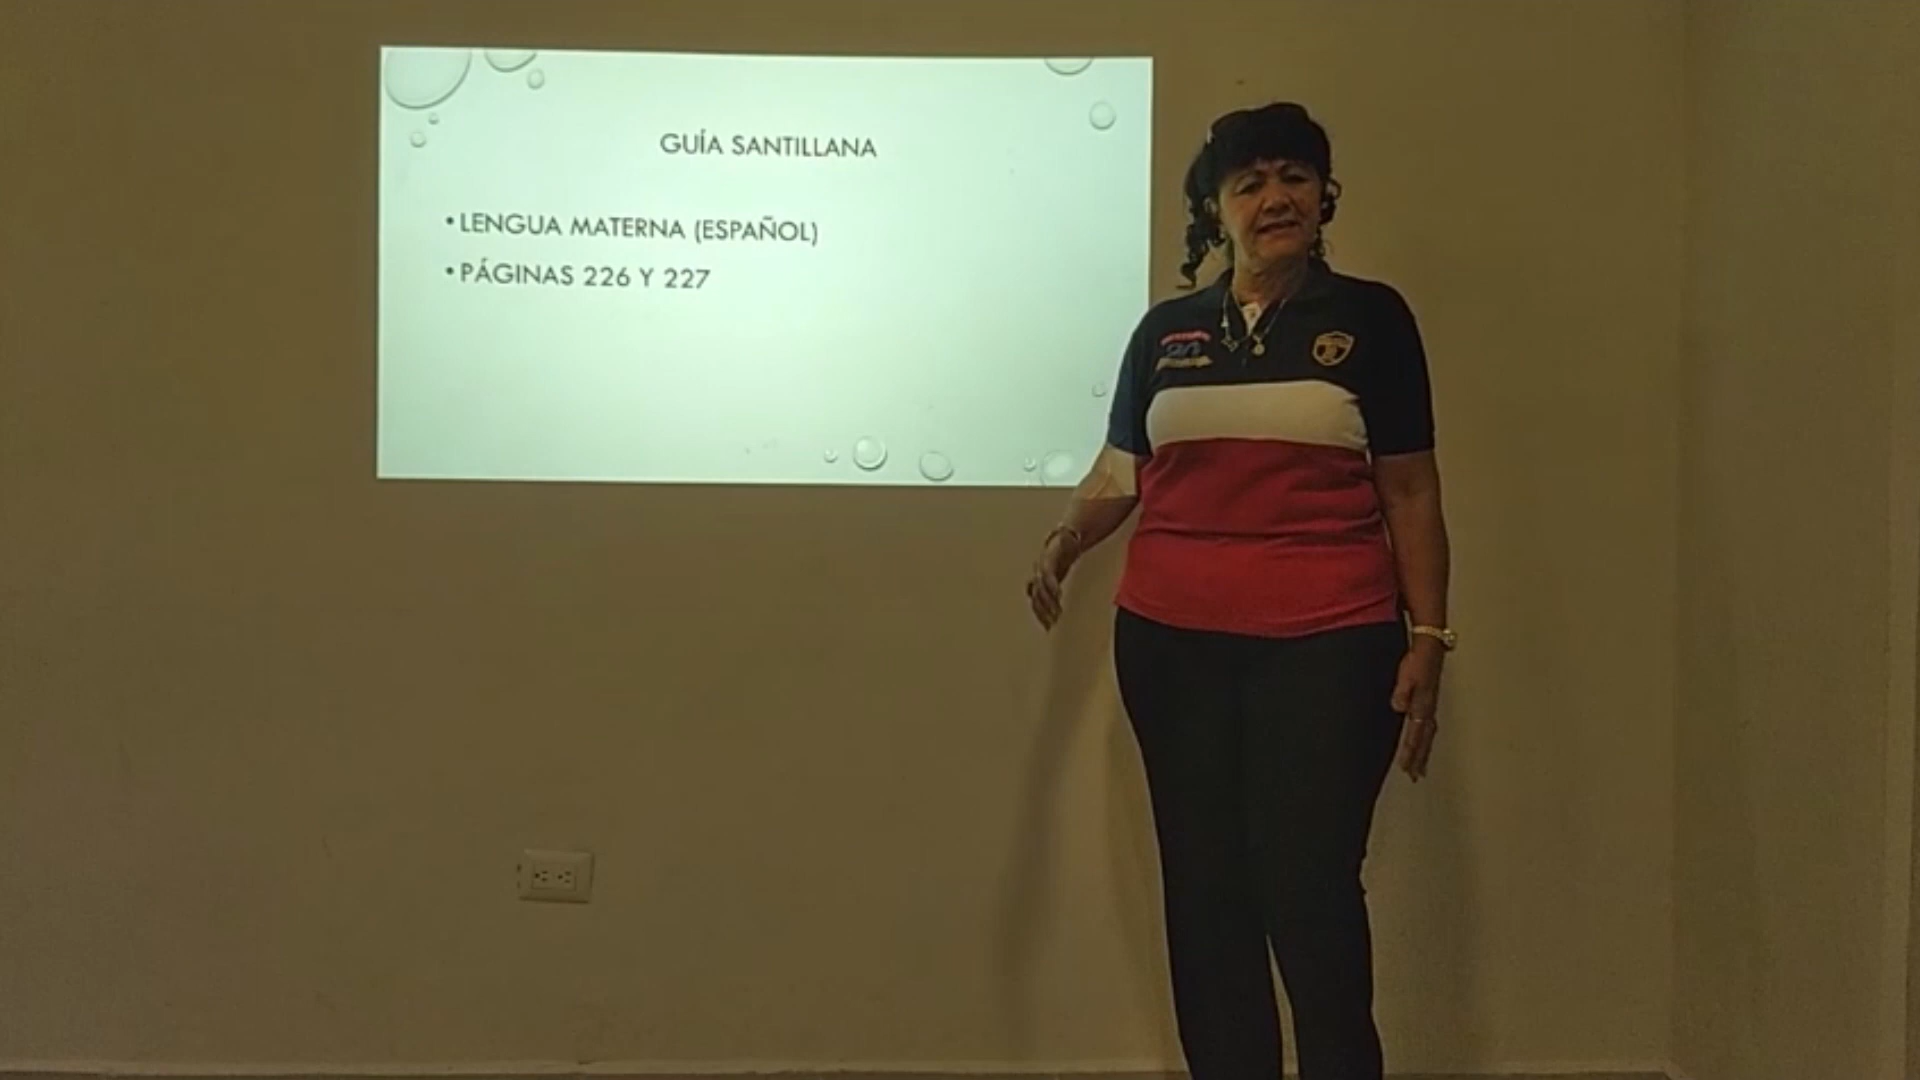 GUÍA SANTILLANA
• LENGUA MATERNA (ESPAÑOL)
• PÁGINAS 226 Y 227